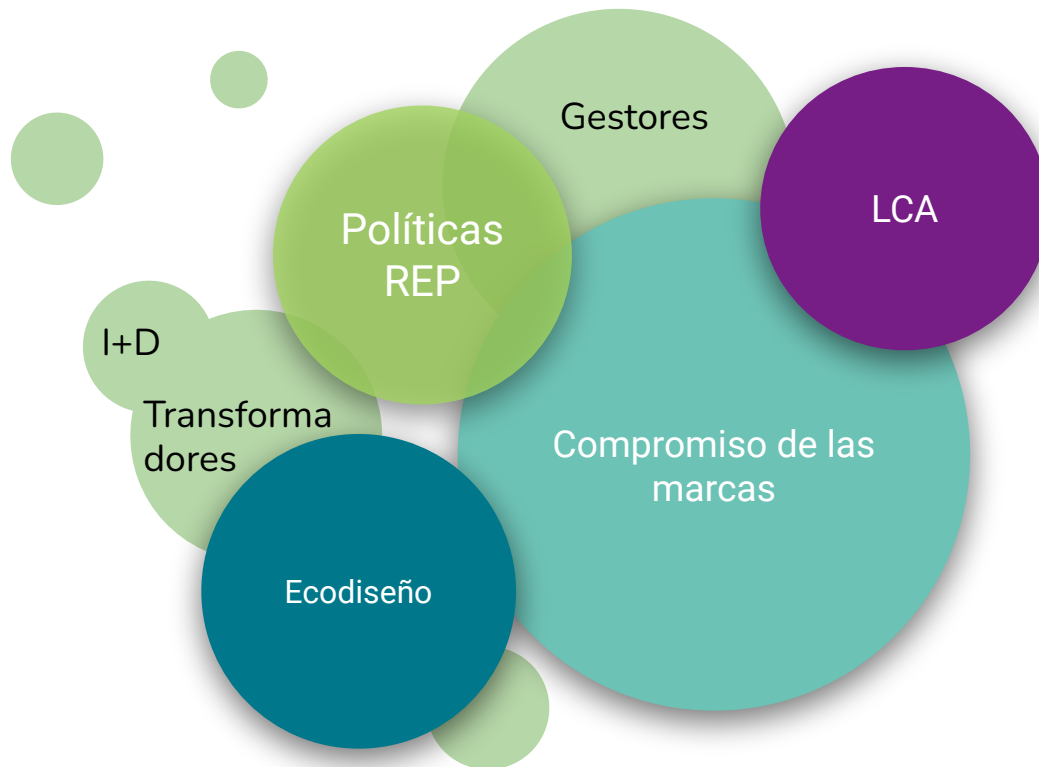 Gestores
LCA
Políticas
REP
I+D
Transforma
dores
Compromiso de las
marcas
Ecodiseño